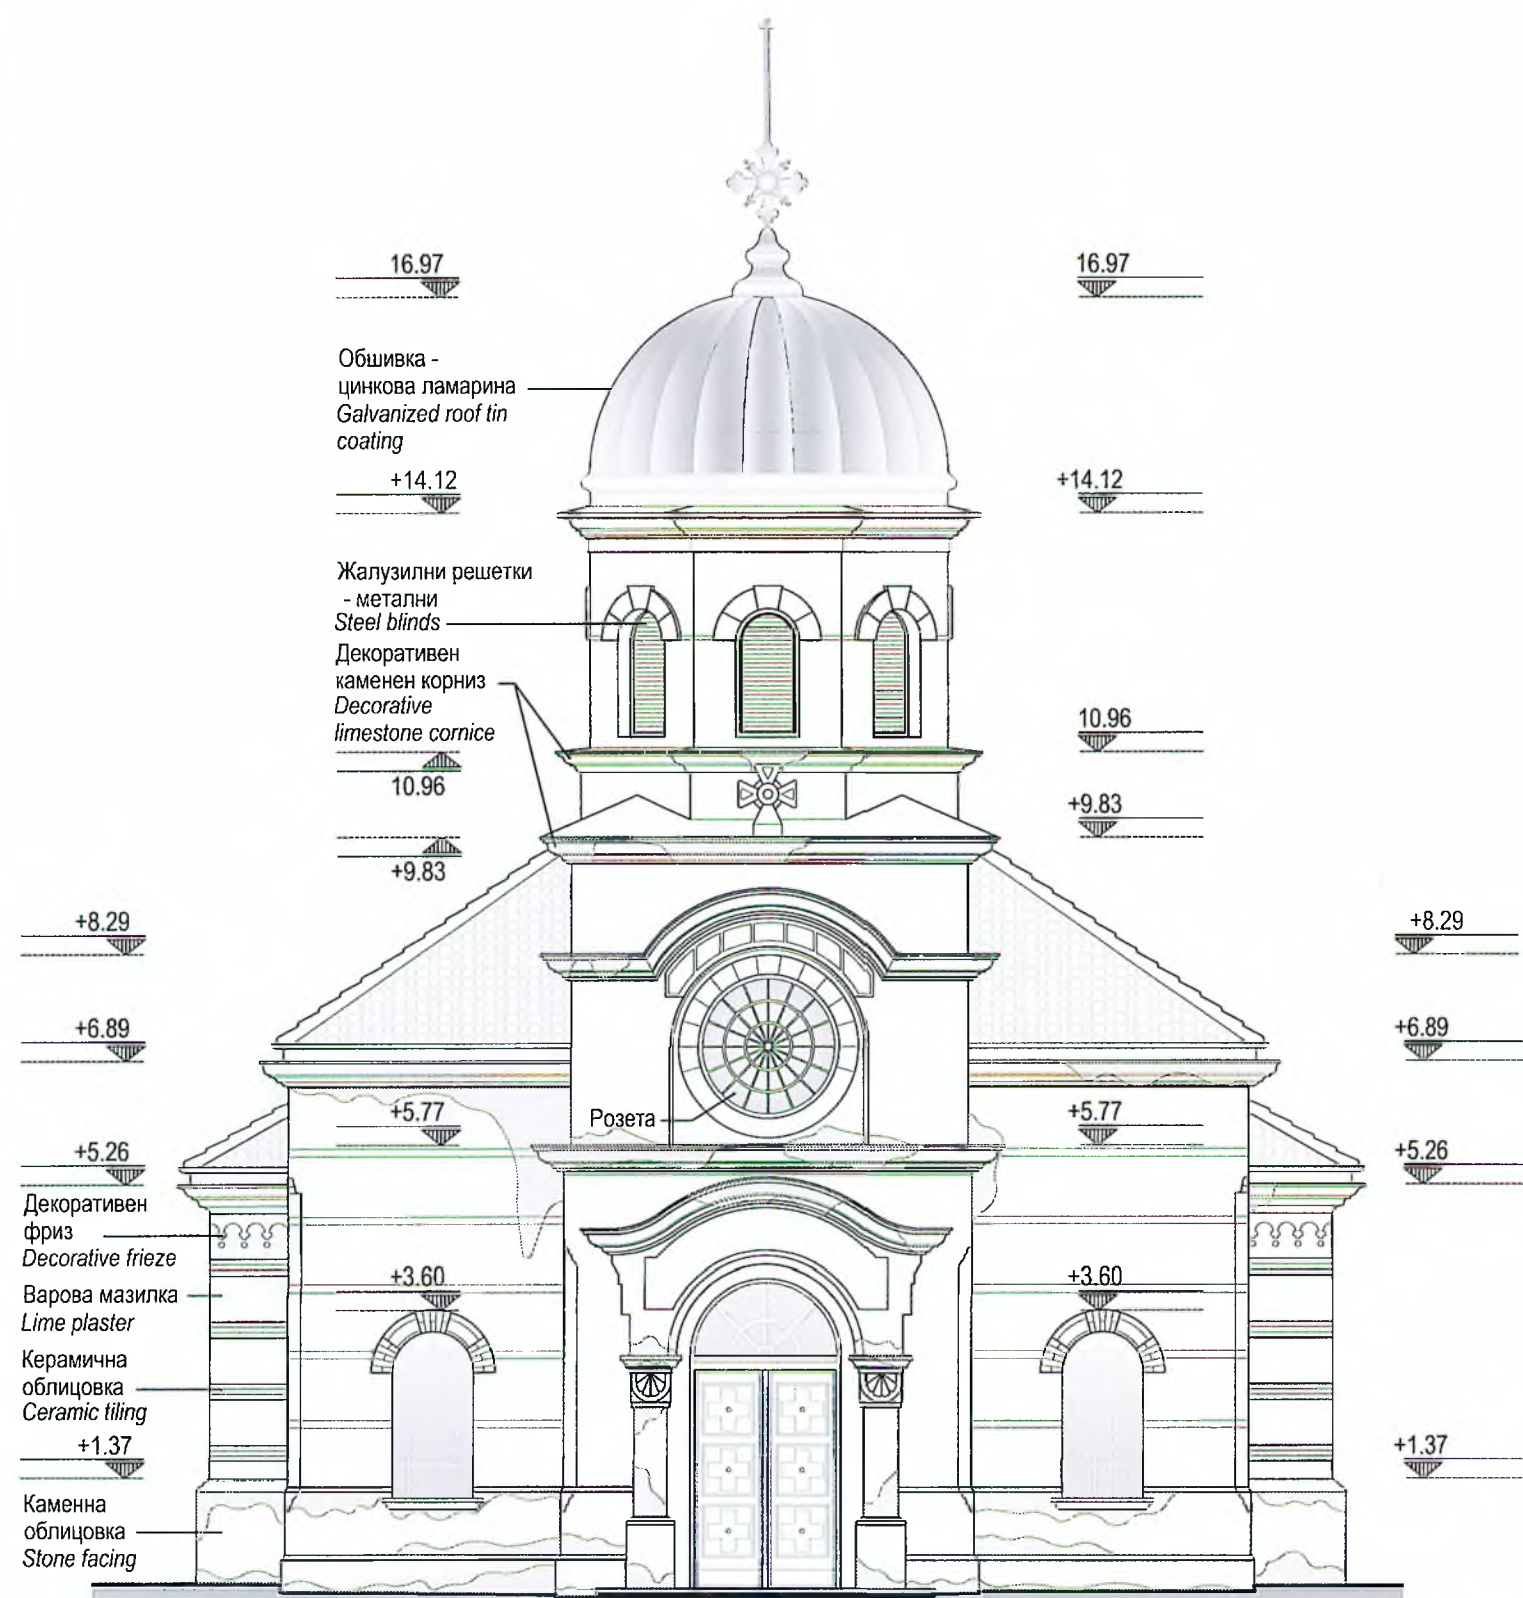 16.97
16.97
Обшивка -
цинкова ламарина
Galvanized roof tin
coating
+14.12
+14.12
Жалузилни решетки
- метални
Steel blinds
Декоративен
каменен корниз
Decorative
limestone cornice
10.96
10.96
+9.83
+9.83
+8.29
+8.29
+6.89
+6.89
Розета
+5.77
+5.77
+5.26
+5.26
Декоративен
фриз
Decorative frieze
+3.60
+3.60
Варова мазилка
Lime plaster
Керамична
облицовка
Ceramic tiling
+1.37
+1.37
Каменна
облицовка
Stone facing